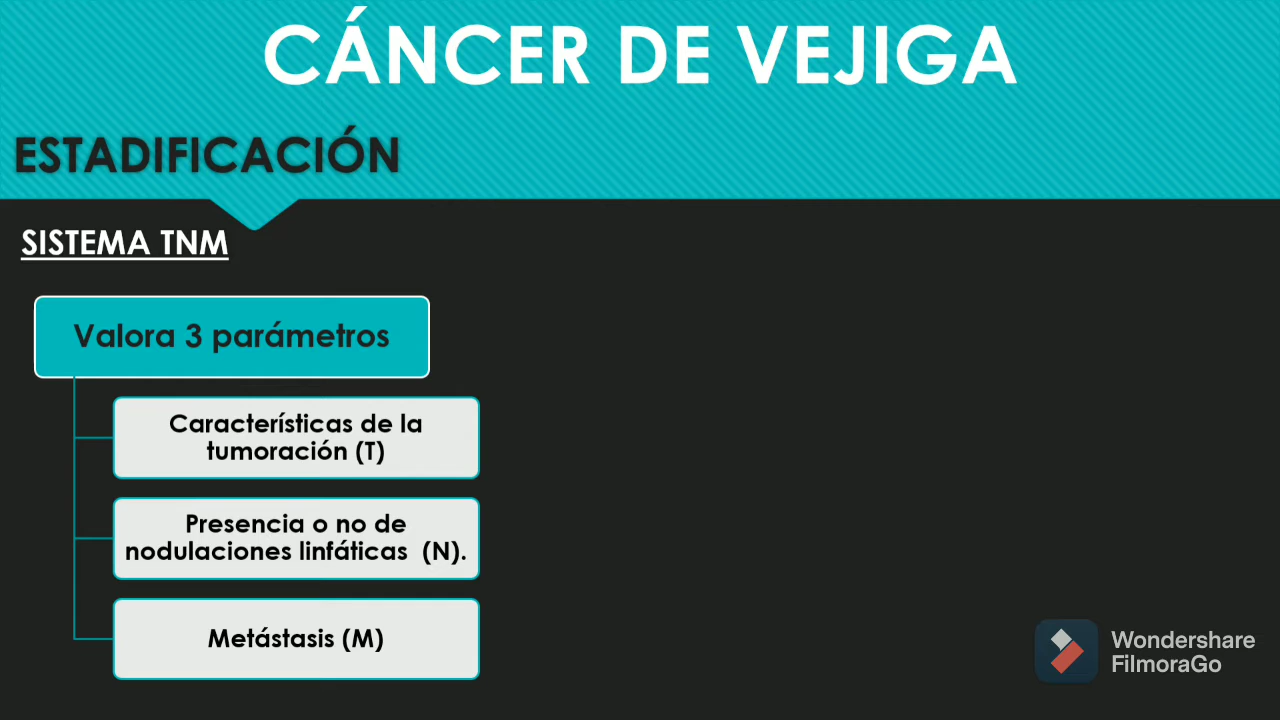 CÁNCER DE VEJIGA
ESTADIFICACIÓN
SISTEMA TNM
Valora 3 parámetros
Características de la
tumoración (T)
Presencia o no de
nodulaciones linfáticas (N).
Metástasis (M)
Wondershare
FilmoraGo